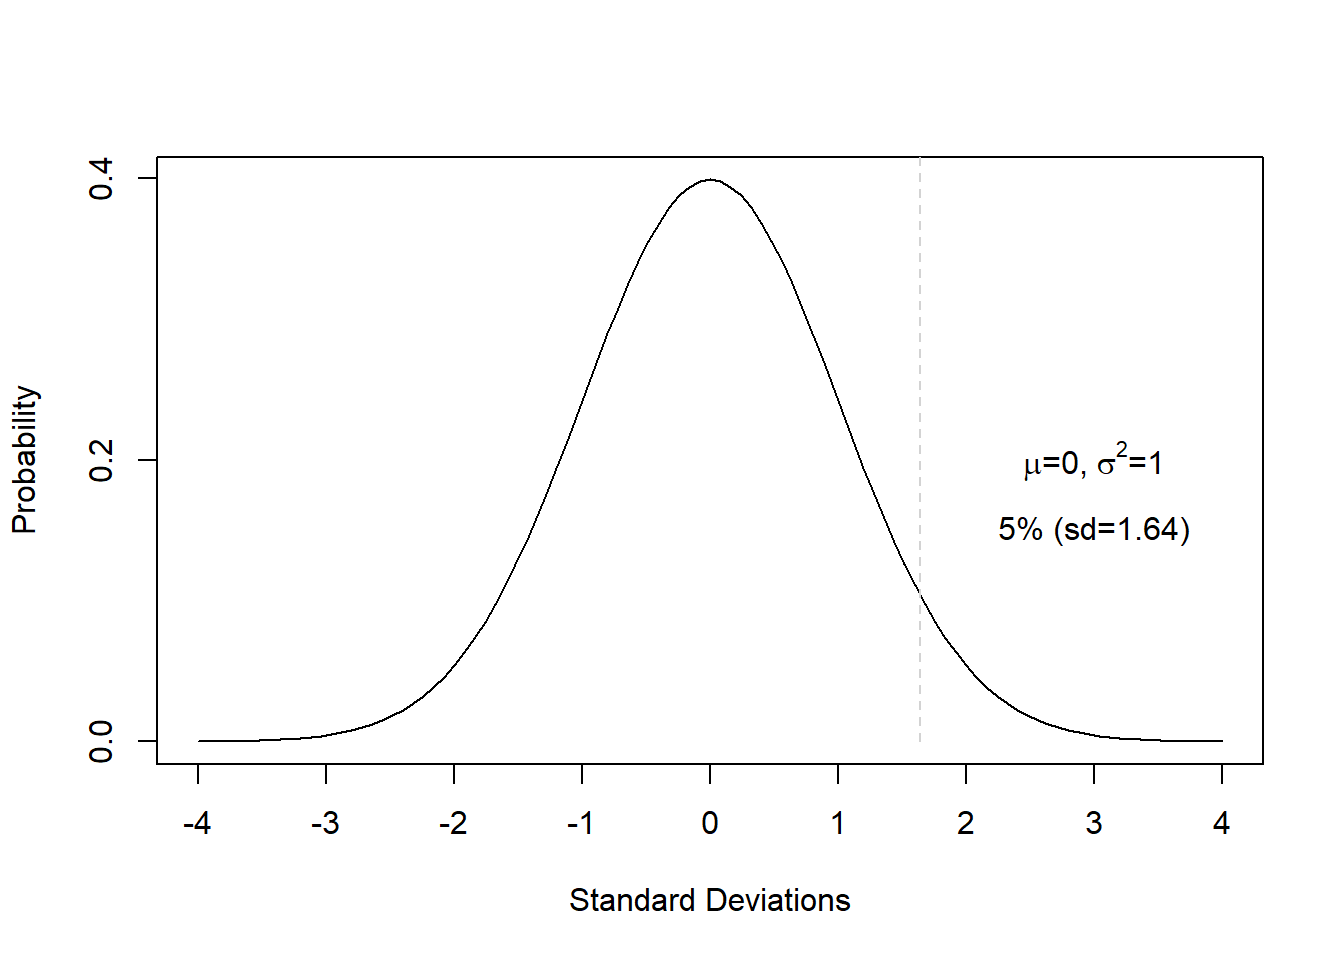 0.4
0.2
0.0
Probability
μ=0, σ²=1
5% (sd=1.64)
-4 -3 -2 -1 0 1 2 3 4
Standard Deviations